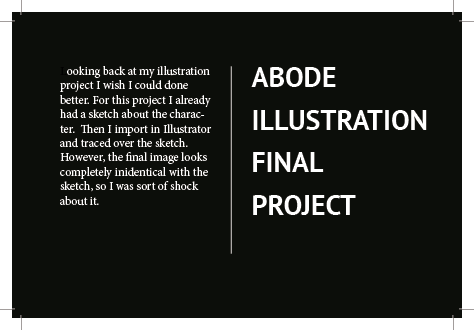 Looking back at my illustration
project I wish I could done
better. For this project I already
had a sketch about the charac-
ter.  Then I import in Illustrator
and traced over the sketch.
However, the final image looks
completely inidentical with the
sketch, so I was sort of shock
about it.
ABODE
ILLUSTRATION
FINAL
PROJECT